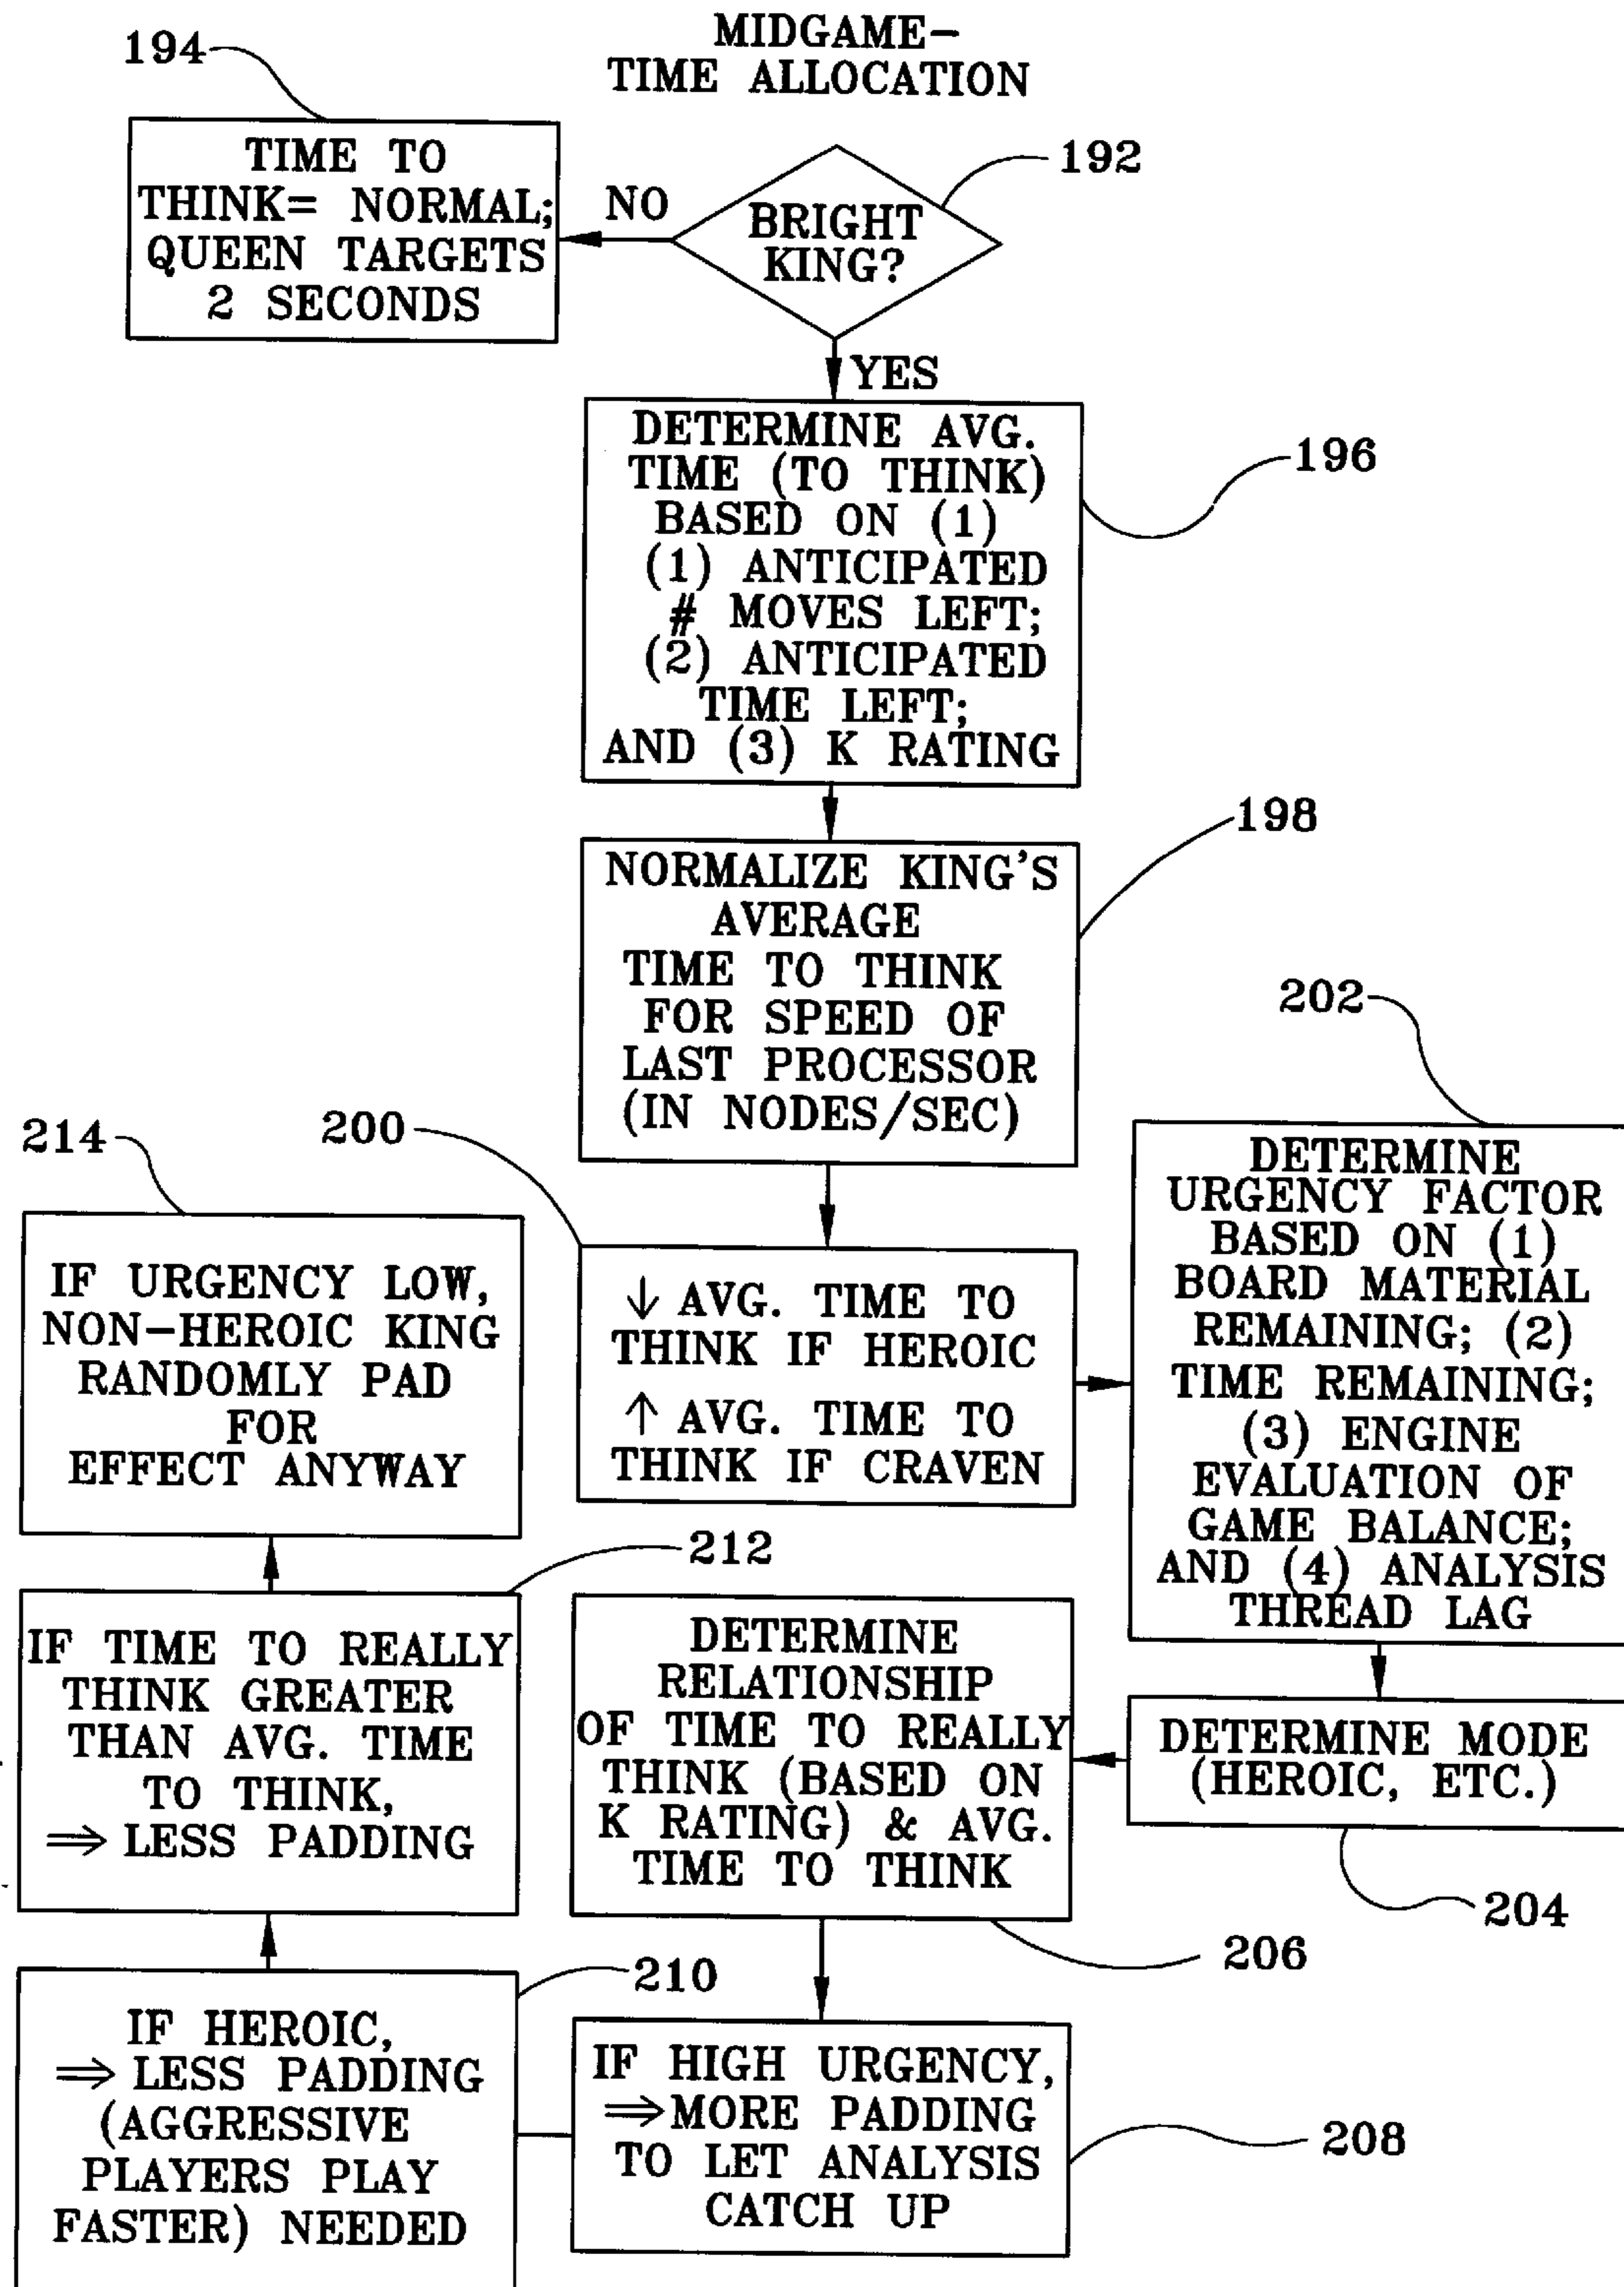 MIDGAME-
TIME ALLOCATION
194
TIME TO
THINK= NORMAL;
QUEEN TARGETS
2 SECONDS
NO
192
BRIGHT
KING?
YES
DETERMINE AVG.
TIME (TO THINK)
BASED ON (1)
(1) ANTICIPATED
# MOVES LEFT;
(2) ANTICIPATED
TIME LEFT;
AND (3) K RATING
196
NORMALIZE KING'S
AVERAGE
TIME TO THINK
FOR SPEED OF
LAST PROCESSOR
(IN NODES/SEC)
198
200
↓ AVG. TIME TO
THINK IF HEROIC
↑ AVG. TIME TO
THINK IF CRAVEN
202
DETERMINE
URGENCY FACTOR
BASED ON (1)
BOARD MATERIAL
REMAINING; (2)
TIME REMAINING;
(3) ENGINE
EVALUATION OF
GAME BALANCE;
AND (4) ANALYSIS
THREAD LAG
DETERMINE MODE
(HEROIC, ETC.)
204
DETERMINE
RELATIONSHIP
OF TIME TO REALLY
THINK (BASED ON
K RATING) & AVG.
TIME TO THINK
206
IF HIGH URGENCY,
⇒MORE PADDING
TO LET ANALYSIS
CATCH UP
208
210
IF HEROIC,
⇒ LESS PADDING
(AGGRESSIVE
PLAYERS PLAY
FASTER) NEEDED
212
IF TIME TO REALLY
THINK GREATER
THAN AVG. TIME
TO THINK,
⇒ LESS PADDING
214
IF URGENCY LOW,
NON-HEROIC KING
RANDOMLY PAD
FOR
EFFECT ANYWAY